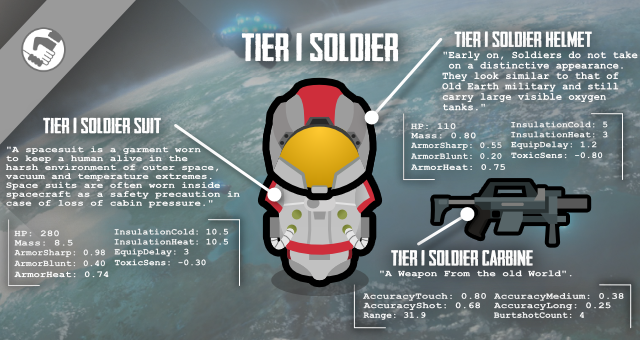 TIER I SOLDIER
TIER I SOLDIER HELMET
"Early on, Soldiers do not take
on a distinctive appearance.
They look similar to that of
Old Earth military and still
carry large visible oxygen
tanks."
HP: 110
Mass: 0.80
ArmorSharp: 0.55
ArmorBlunt: 0.20
ArmorHeat: 0.75
InsulationCold: 5
InsulationHeat: 3
EquipDelay: 1.2
ToxicSens: -0.80
TIER I SOLDIER SUIT
"A spacesuit is a garment worn
to keep a human alive in the
harsh environment of outer space,
vacuum and temperature extremes.
Space suits are often worn inside
spacecraft as a safety precaution in
case of loss of cabin pressure."
HP: 280
Mass: 8.5
ArmorSharp: 0.98
ArmorBlunt: 0.40
ArmorHeat: 0.74
InsulationCold: 10.5
InsulationHeat: 10.5
EquipDelay: 3
ToxicSens: -0.30
TIER I SOLDIER CARBINE
"A Weapon From the old World".
AccuracyTouch: 0.80
AccuracyShot: 0.68
Range: 31.9
AccuracyMedium: 0.38
AccuracyLong: 0.25
BurtshotCount: 4